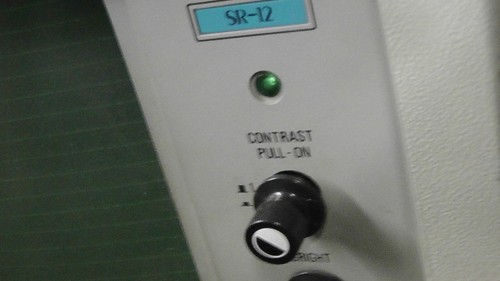 SR-12
CONTRAST
PULL-ON
BRIGHT